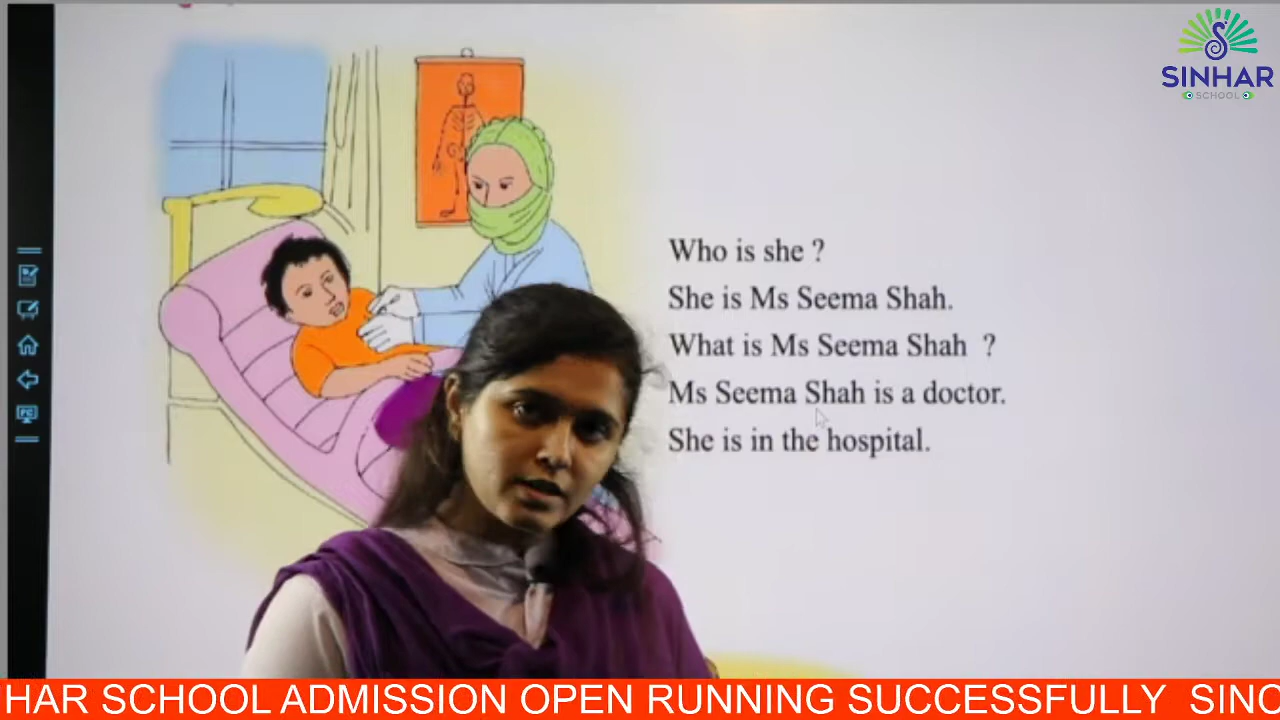 SINHAR
SCHOOL
Who is she ?
She is Ms Seema Shah.
What is Ms Seema Shah ?
Ms Seema Shah is a doctor.
She is in the hospital.
PC
HAR SCHOOL ADMISSION OPEN RUNNING SUCCESSFULLY SINC